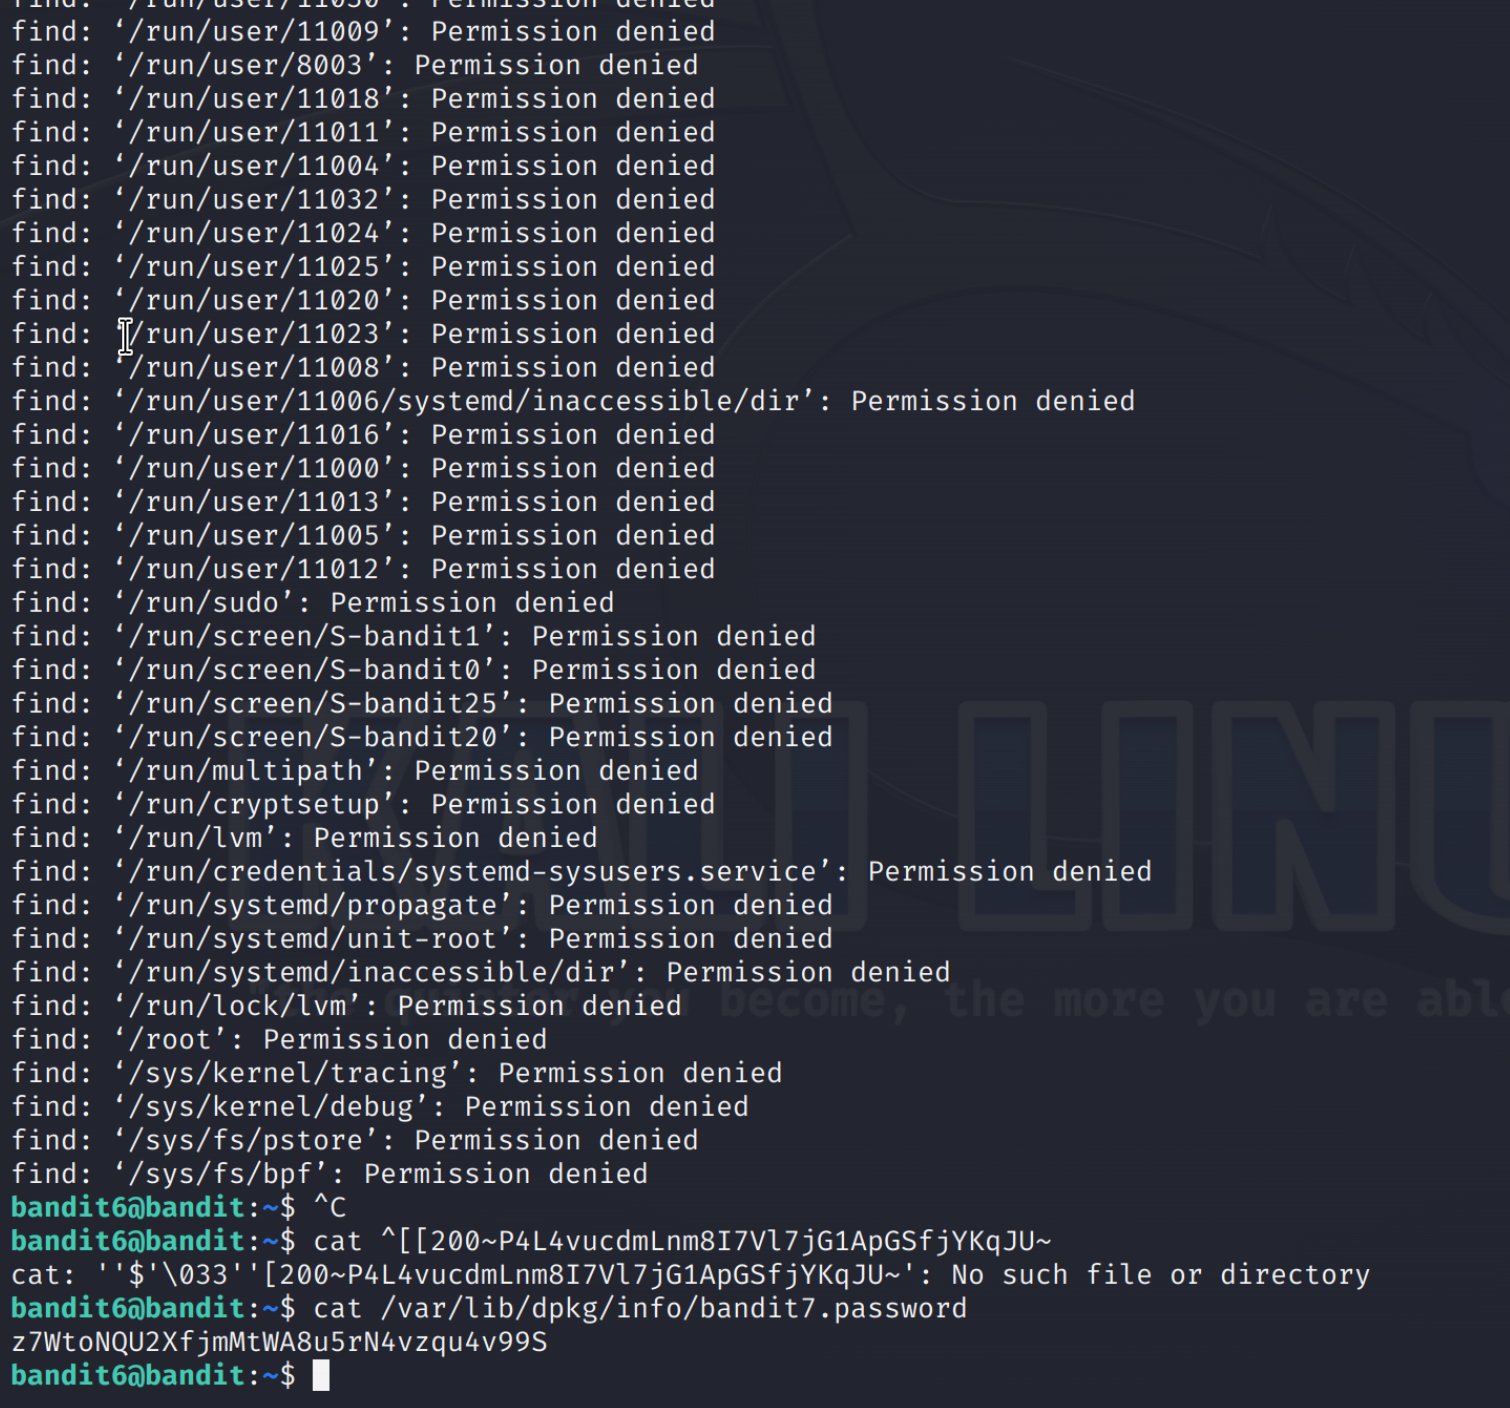 find: ‘/run/user/11030’: Permission denied
find: ‘/run/user/11009’: Permission denied
find: ‘/run/user/8003’: Permission denied
find: ‘/run/user/11018’: Permission denied
find: ‘/run/user/11011’: Permission denied
find: ‘/run/user/11004’: Permission denied
find: ‘/run/user/11032’: Permission denied
find: ‘/run/user/11024’: Permission denied
find: ‘/run/user/11025’: Permission denied
find: ‘/run/user/11020’: Permission denied
find: ‘/run/user/11023’: Permission denied
find: ‘/run/user/11008’: Permission denied
find: ‘/run/user/11006/systemd/inaccessible/dir’: Permission denied
find: ‘/run/user/11016’: Permission denied
find: ‘/run/user/11000’: Permission denied
find: ‘/run/user/11013’: Permission denied
find: ‘/run/user/11005’: Permission denied
find: ‘/run/user/11012’: Permission denied
find: ‘/run/sudo’: Permission denied
find: ‘/run/screen/S-bandit1’: Permission denied
find: ‘/run/screen/S-bandit0’: Permission denied
find: ‘/run/screen/S-bandit25’: Permission denied
find: ‘/run/screen/S-bandit20’: Permission denied
find: ‘/run/multipath’: Permission denied
find: ‘/run/cryptsetup’: Permission denied
find: ‘/run/lvm’: Permission denied
find: ‘/run/credentials/systemd-sysusers.service’: Permission denied
find: ‘/run/systemd/propagate’: Permission denied
find: ‘/run/systemd/unit-root’: Permission denied
find: ‘/run/systemd/inaccessible/dir’: Permission denied
find: ‘/run/lock/lvm’: Permission denied
find: ‘/root’: Permission denied
find: ‘/sys/kernel/tracing’: Permission denied
find: ‘/sys/kernel/debug’: Permission denied
find: ‘/sys/fs/pstore’: Permission denied
find: ‘/sys/fs/bpf’: Permission denied
bandit6@bandit:~$ ^C
bandit6@bandit:~$ cat ^[[200~P4L4vucdmLnm8I7Vl7jG1ApGSfjYKqJU~
cat: ''$'\033''[200~P4L4vucdmLnm8I7Vl7jG1ApGSfjYKqJU~': No such file or directory
bandit6@bandit:~$ cat /var/lib/dpkg/info/bandit7.password
z7WtoNQU2XfjmMtWA8u5rN4vzqu4v99S
bandit6@bandit:~$
KALI LINU
"the quieter you become, the more you are able